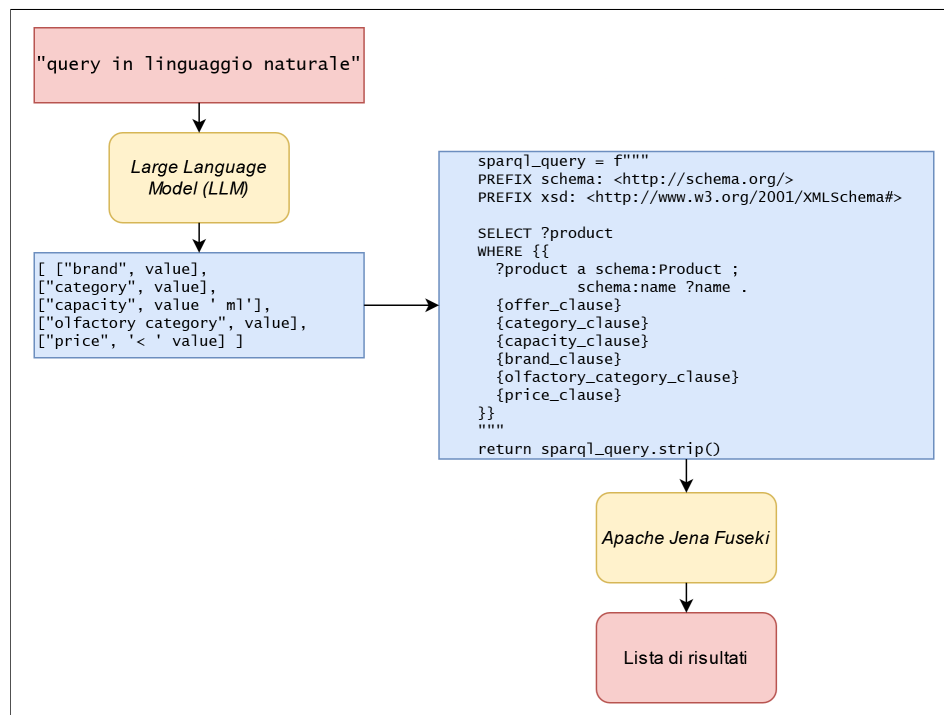 "query in linguaggio naturale"
Large Language
Model (LLM)
[ ["brand", value],
["category", value],
["capacity", value ' ml'],
["olfactory category", value],
["price", '< ' value] ]
sparql_query = f"""
PREFIX schema: <http://schema.org/>
PREFIX xsd: <http://www.w3.org/2001/XMLSchema#>
SELECT ?product
WHERE {{
?product a schema:Product ;
schema:name ?name .
{offer_clause}
{category_clause}
{capacity_clause}
{brand_clause}
{olfactory_category_clause}
{price_clause}
}}
"""
return sparql_query.strip()
Apache Jena Fuseki
Lista di risultati